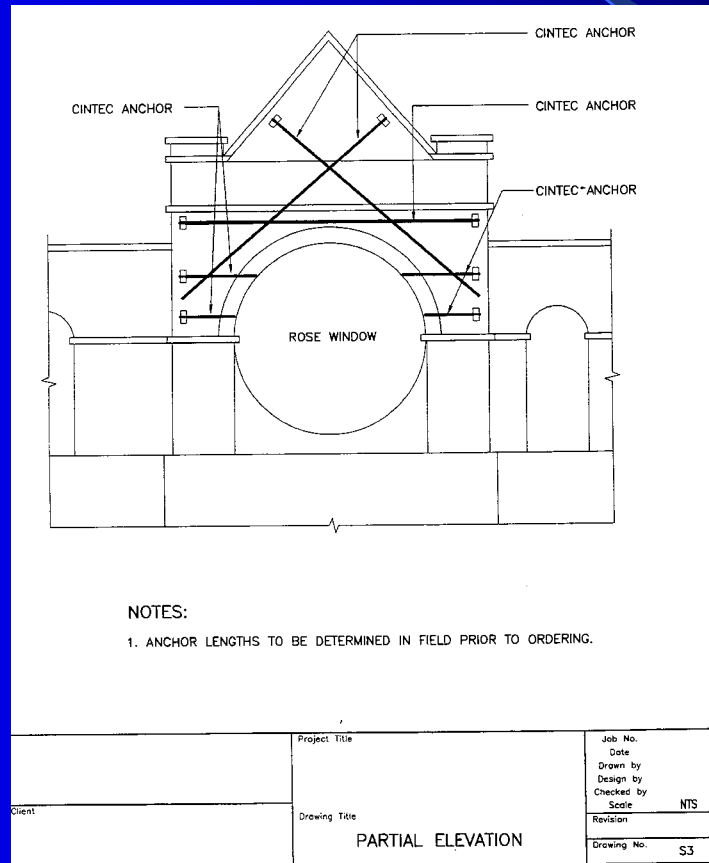 CINTEC ANCHOR
CINTEC ANCHOR
CINTEC ANCHOR
CINTEC ANCHOR
ROSE WINDOW
NOTES:
1. ANCHOR LENGTHS TO BE DETERMINED IN FIELD PRIOR TO ORDERING.
Project Title
Job No.
Date
Drawn by
Design by
Checked by
Scale NTS
Client
Drawing Title
PARTIAL ELEVATION
Revision
Drawing No. S3